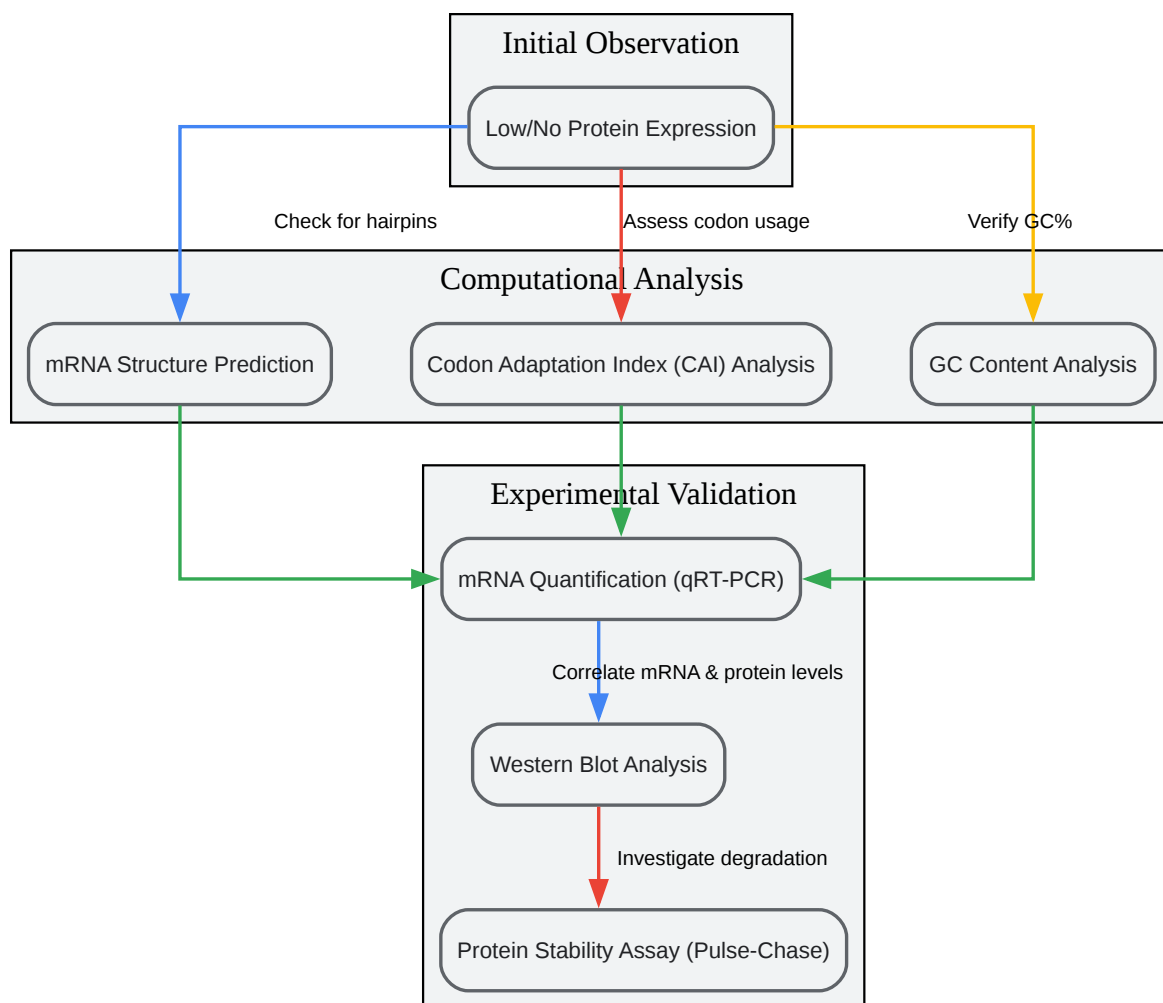 Initial Observation
Low/No Protein Expression
Check for hairpins
Assess codon usage
Verify GC%
Computational Analysis
mRNA Structure Prediction
Codon Adaptation Index (CAI) Analysis
GC Content Analysis
Experimental Validation
mRNA Quantification (qRT-PCR)
Correlate mRNA & protein levels
Western Blot Analysis
Investigate degradation
Protein Stability Assay (Pulse-Chase)